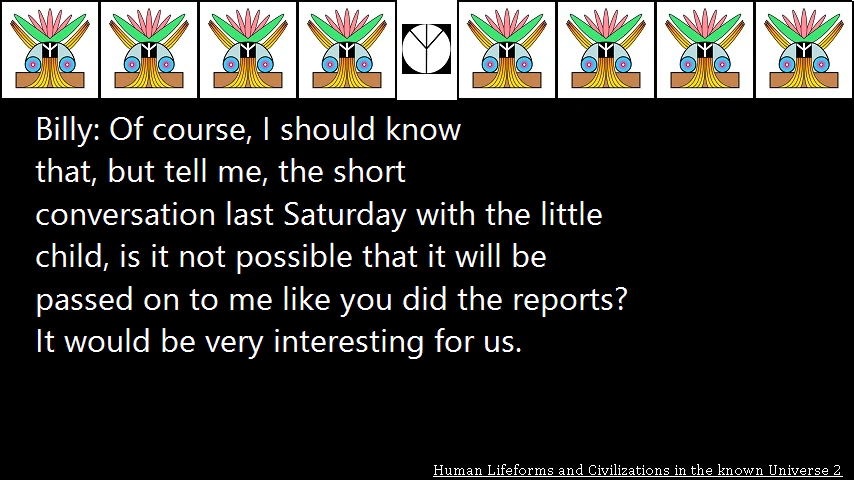 Billy: Of course, I should know
that, but tell me, the short
conversation last Saturday with the little
child, is it not possible that it will be
passed on to me like you did the reports?
It would be very interesting for us.
Human Lifeforms and Civilizations in the known Universe 2